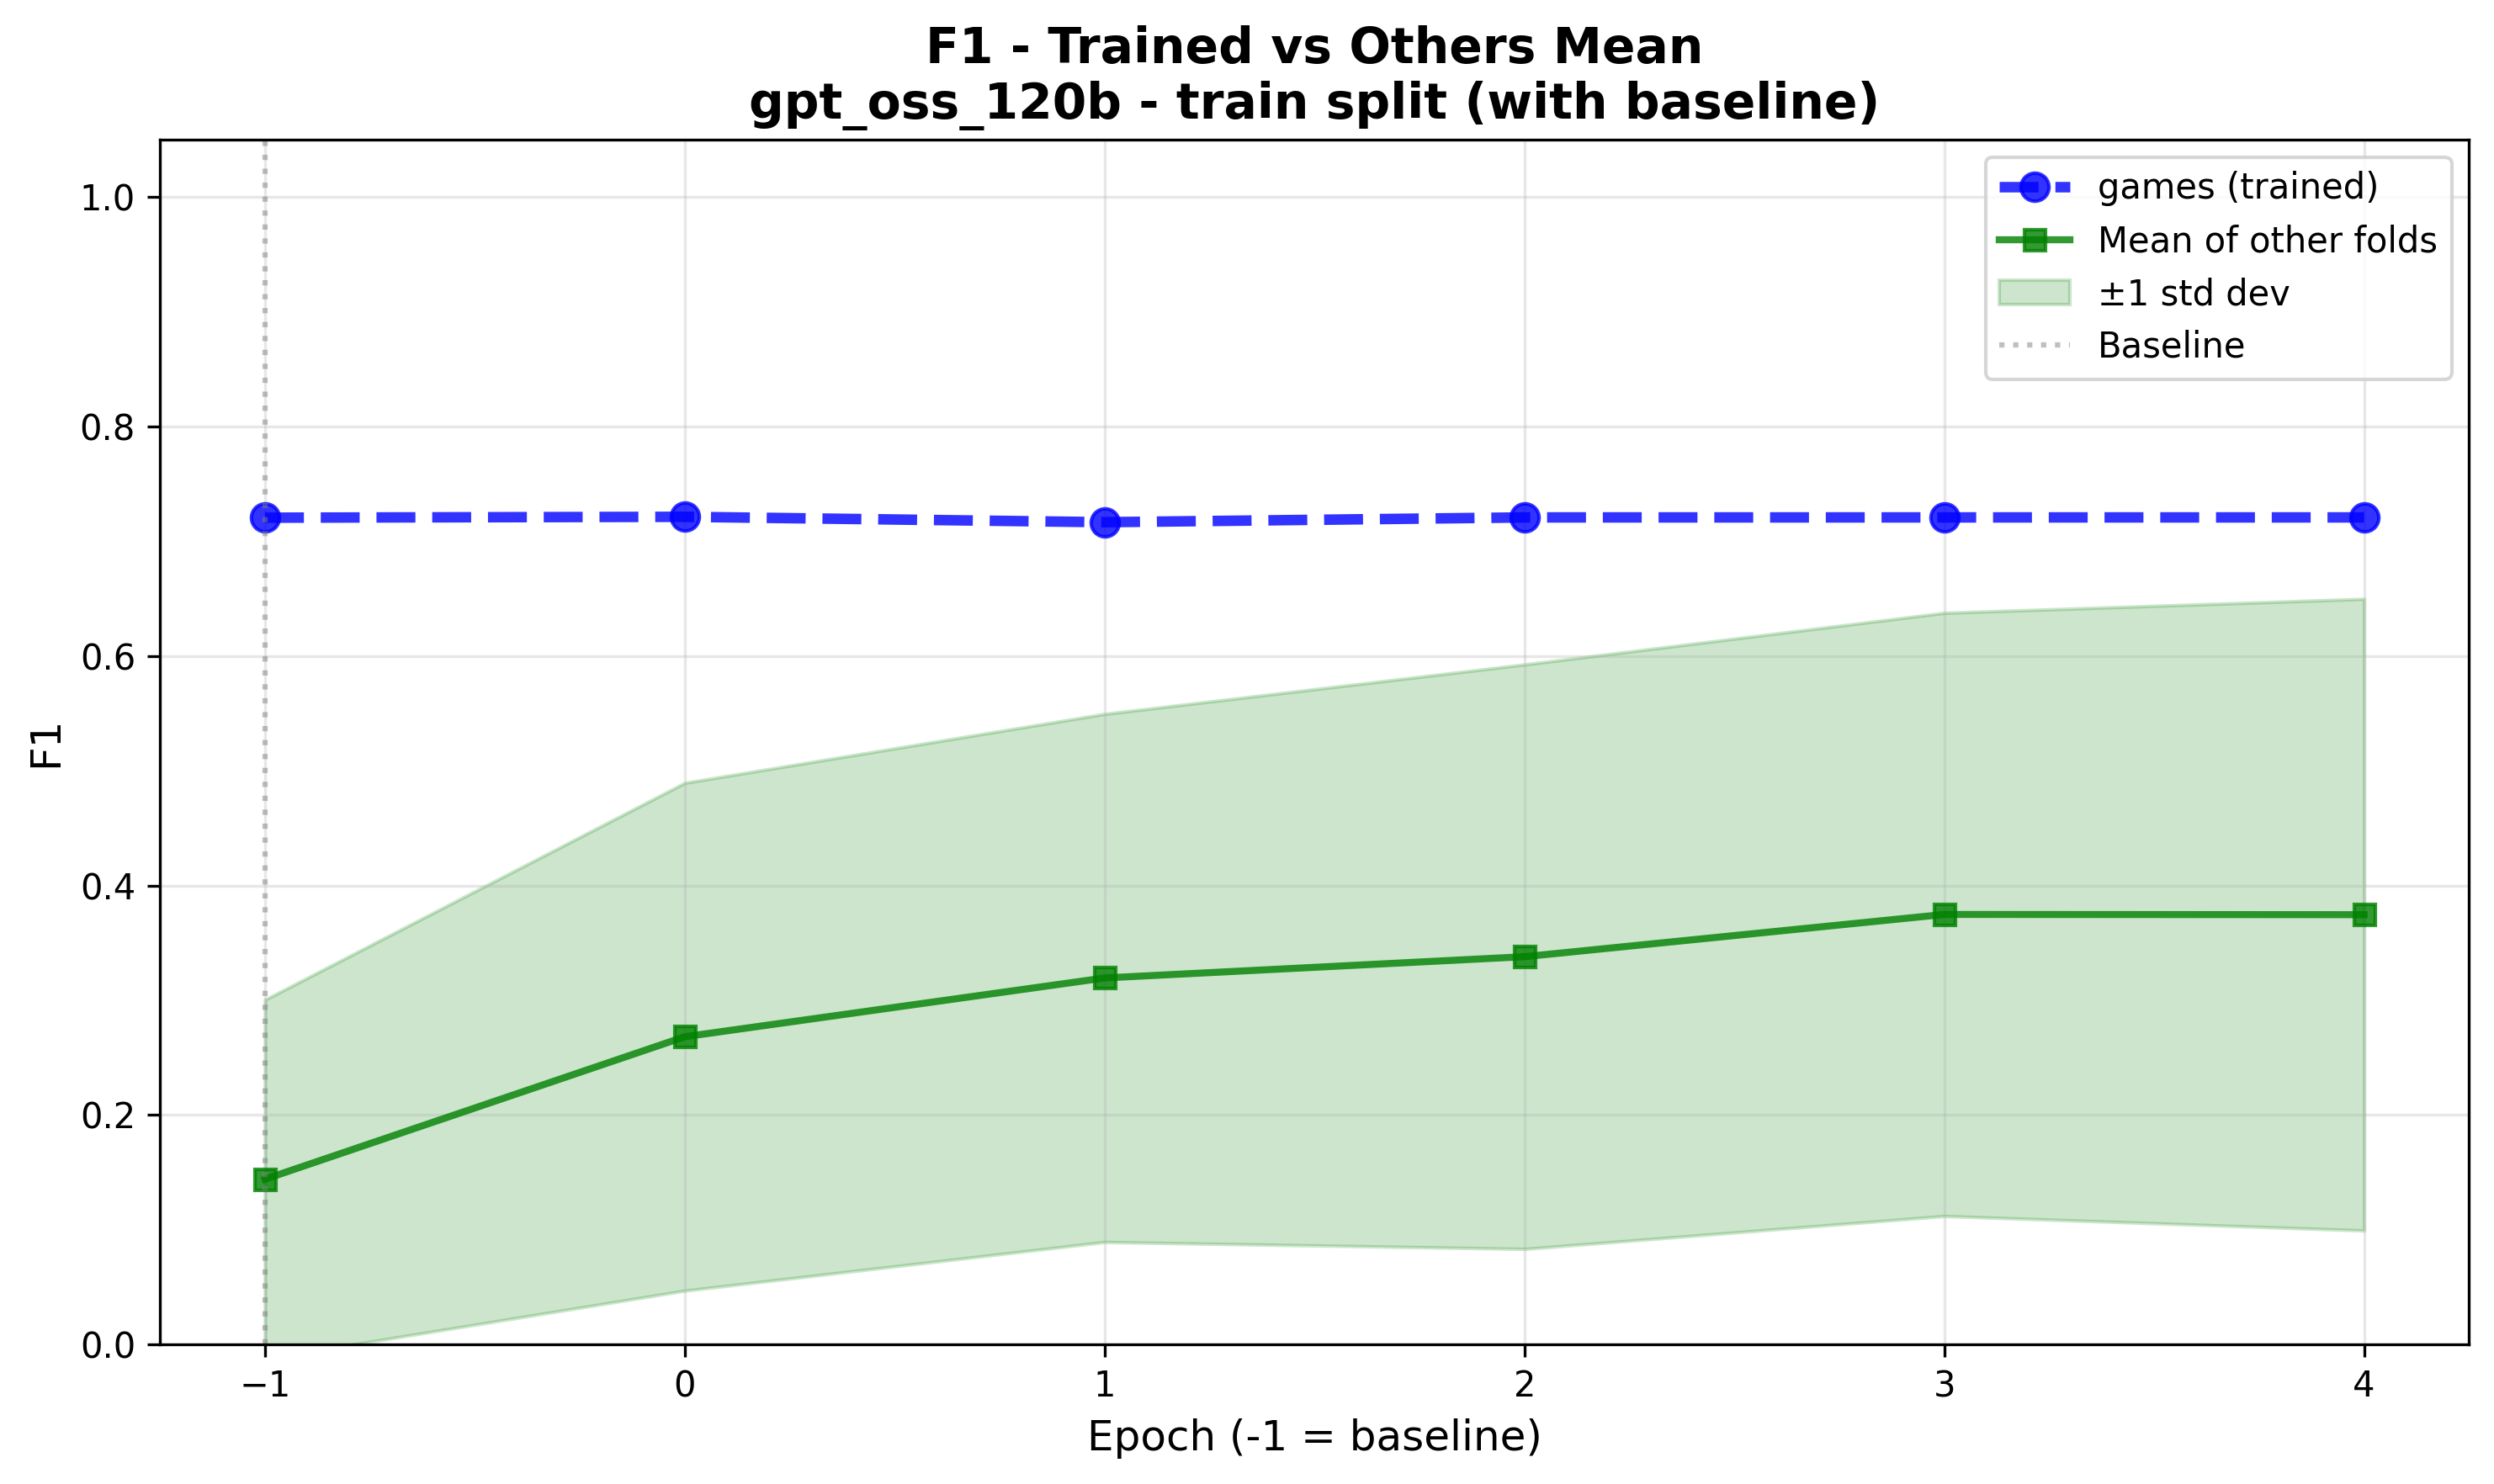 F1 - Trained vs Others Mean
gpt_oss_120b - train split (with baseline)
games (trained)
Mean of other folds
±1 std dev
Baseline
F1
1.0
0.8
0.6
0.4
0.2
0.0
−1
0
1
2
3
4
Epoch (-1 = baseline)